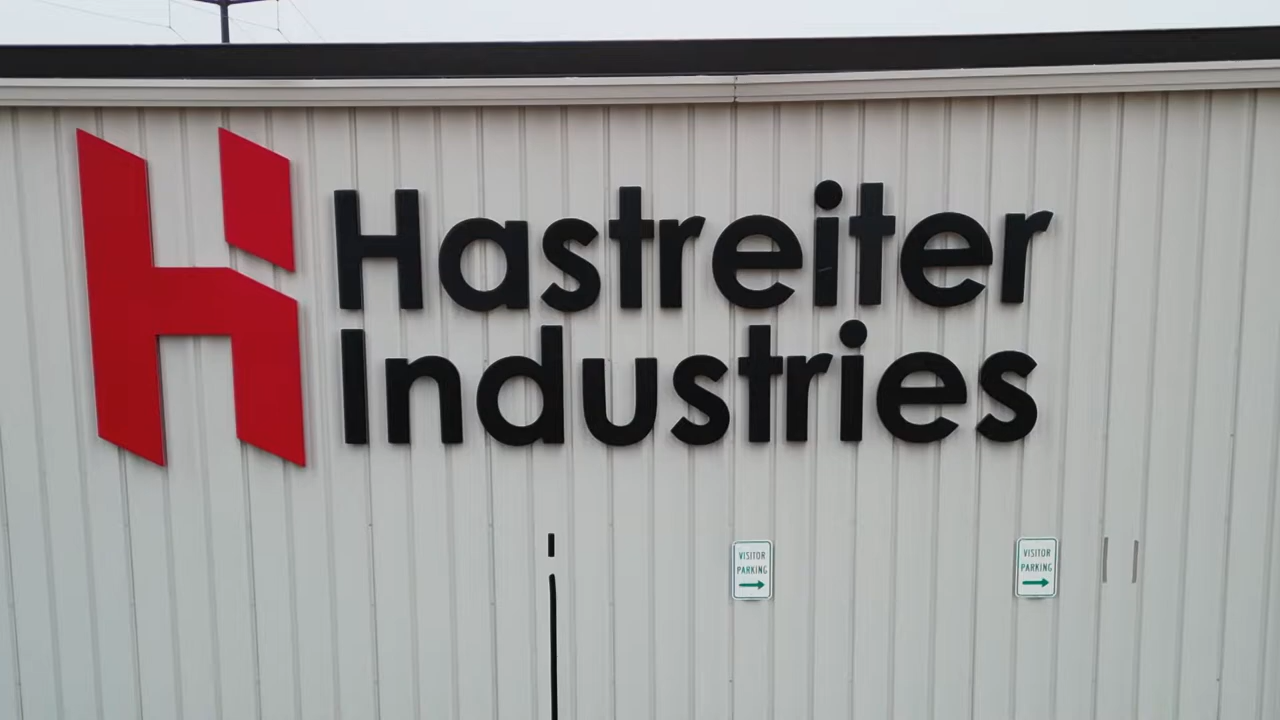 Hastreiter
Industries
VISITOR
PARKING
VISITOR
PARKING